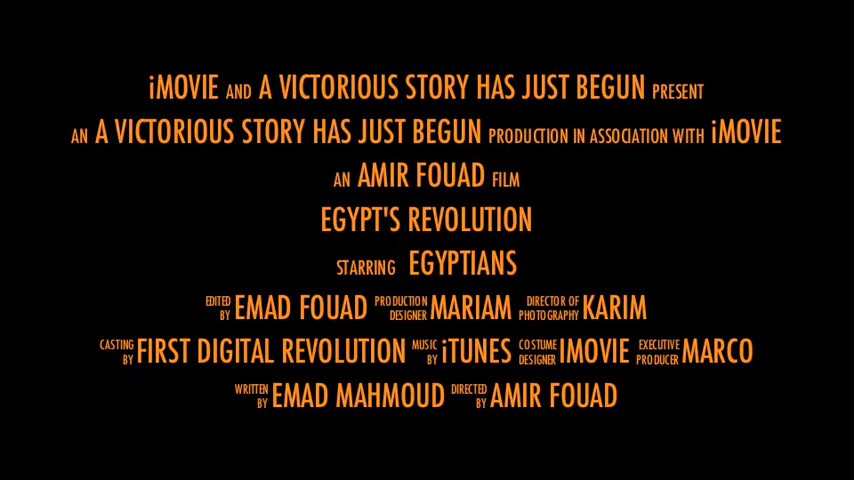 iMOVIE AND A VICTORIOUS STORY HAS JUST BEGUN PRESENT
AN A VICTORIOUS STORY HAS JUST BEGUN PRODUCTION IN ASSOCIATION WITH iMOVIE
AN AMIR FOUAD FILM
EGYPT'S REVOLUTION
STARRING EGYPTIANS
EDITED BY EMAD FOUAD PRODUCTION DESIGNER MARIAM DIRECTOR OF PHOTOGRAPHY KARIM
CASTING BY FIRST DIGITAL REVOLUTION MUSIC BY iTUNES COSTUME DESIGNER IMOVIE EXECUTIVE PRODUCER MARCO
WRITTEN BY EMAD MAHMOUD DIRECTED BY AMIR FOUAD